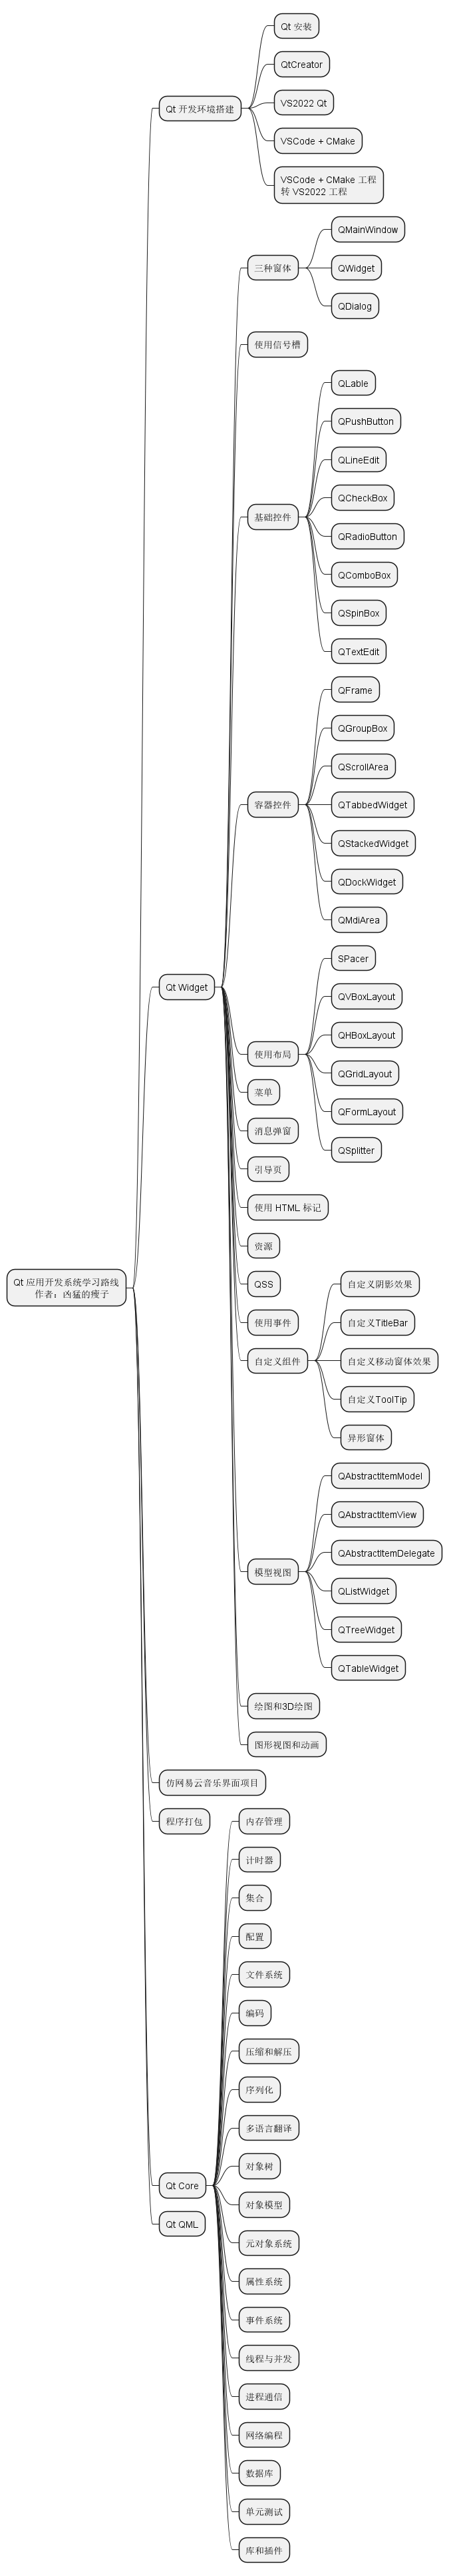 Qt 应用开发系统学习路线
作者：凶猛的瘦子
Qt 开发环境搭建
Qt 安装
QtCreator
VS2022 Qt
VSCode + CMake
VSCode + CMake 工程
转 VS2022 工程
Qt Widget
三种窗体
QMainWindow
QWidget
QDialog
使用信号槽
基础控件
QLable
QPushButton
QLineEdit
QCheckBox
QRadioButton
QComboBox
QSpinBox
QTextEdit
容器控件
QFrame
QGroupBox
QScrollArea
QTabbedWidget
QStackedWidget
QDockWidget
QMdiArea
使用布局
SPacer
QVBoxLayout
QHBoxLayout
QGridLayout
QFormLayout
QSplitter
菜单
消息弹窗
引导页
使用 HTML 标记
资源
QSS
使用事件
自定义组件
自定义阴影效果
自定义TitleBar
自定义移动窗体效果
自定义ToolTip
异形窗体
模型视图
QAbstractItemModel
QAbstractItemView
QAbstractItemDelegate
QListWidget
QTreeWidget
QTableWidget
绘图和3D绘图
图形视图和动画
仿网易云音乐界面项目
程序打包
Qt Core
内存管理
计时器
集合
配置
文件系统
编码
压缩和解压
序列化
多语言翻译
对象树
对象模型
元对象系统
属性系统
事件系统
线程与并发
进程通信
网络编程
数据库
单元测试
库和插件
Qt QML